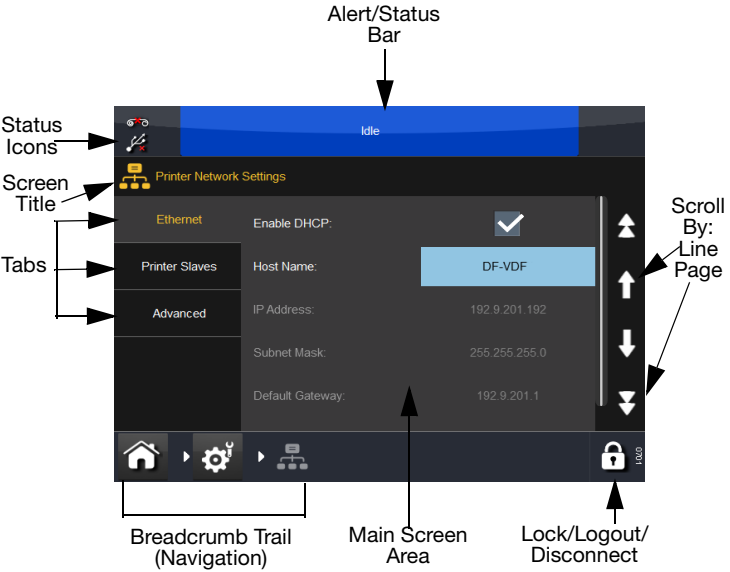 Alert/Status
Bar
Status
Icons
Idle
Screen
Title
Printer Network Settings
Tabs
Ethernet
Printer Slaves
Advanced
Enable DHCP:
Host Name:
DF-VDF
IP Address:
192.9.201.192
Subnet Mask:
255.255.255.0
Default Gateway:
192.9.201.1
Scroll
By:
Line
Page
0701
Breadcrumb Trail
(Navigation)
Main Screen
Area
Lock/Logout/
Disconnect